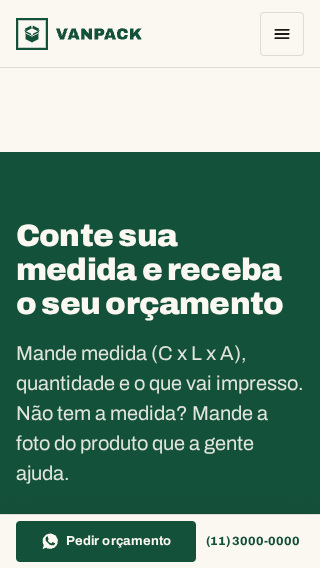 VANPACK
Conte sua
medida e receba
o seu orçamento
Mande medida (C x L x A),
quantidade e o que vai impresso.
Não tem a medida? Mande a
foto do produto que a gente
ajuda.
Pedir orçamento
(11) 3000-0000